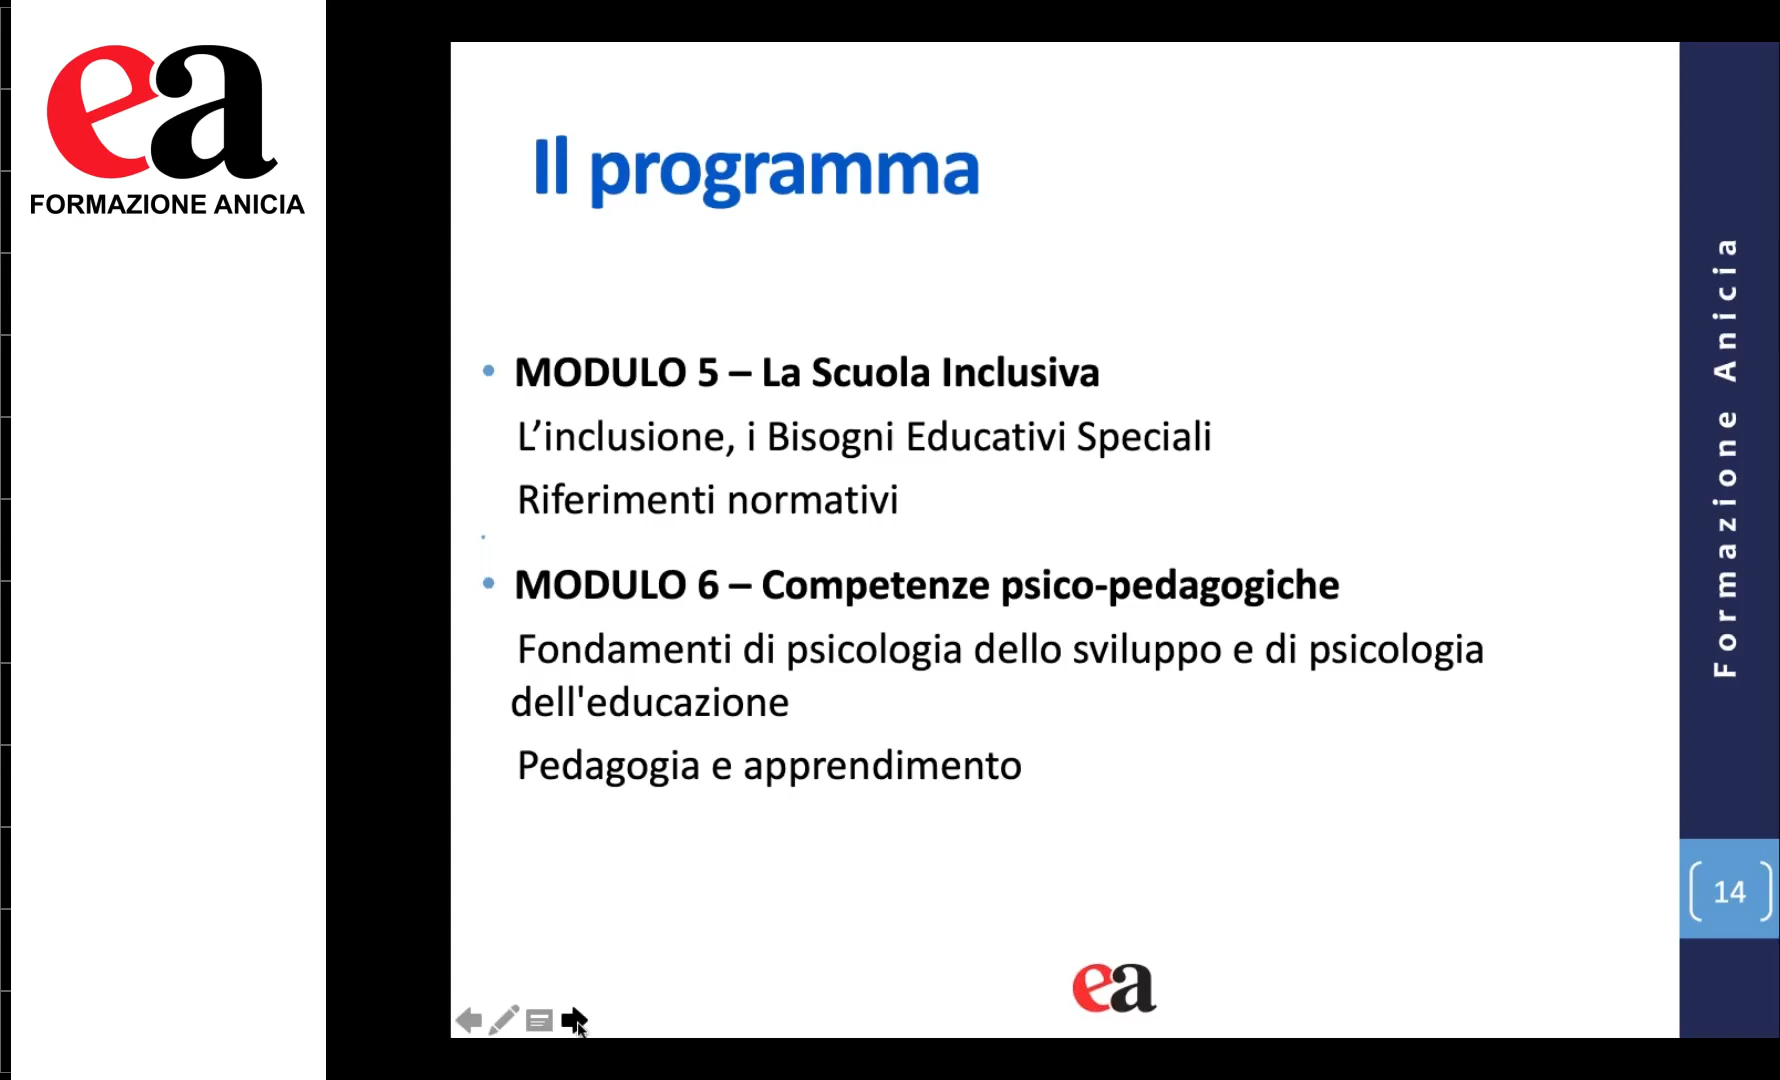 ea
FORMAZIONE ANICIA
Il programma
• MODULO 5 – La Scuola Inclusiva
L’inclusione, i Bisogni Educativi Speciali
Riferimenti normativi
• MODULO 6 – Competenze psico-pedagogiche
Fondamenti di psicologia dello sviluppo e di psicologia
dell'educazione
Pedagogia e apprendimento
Formazione Anicia
14
ea